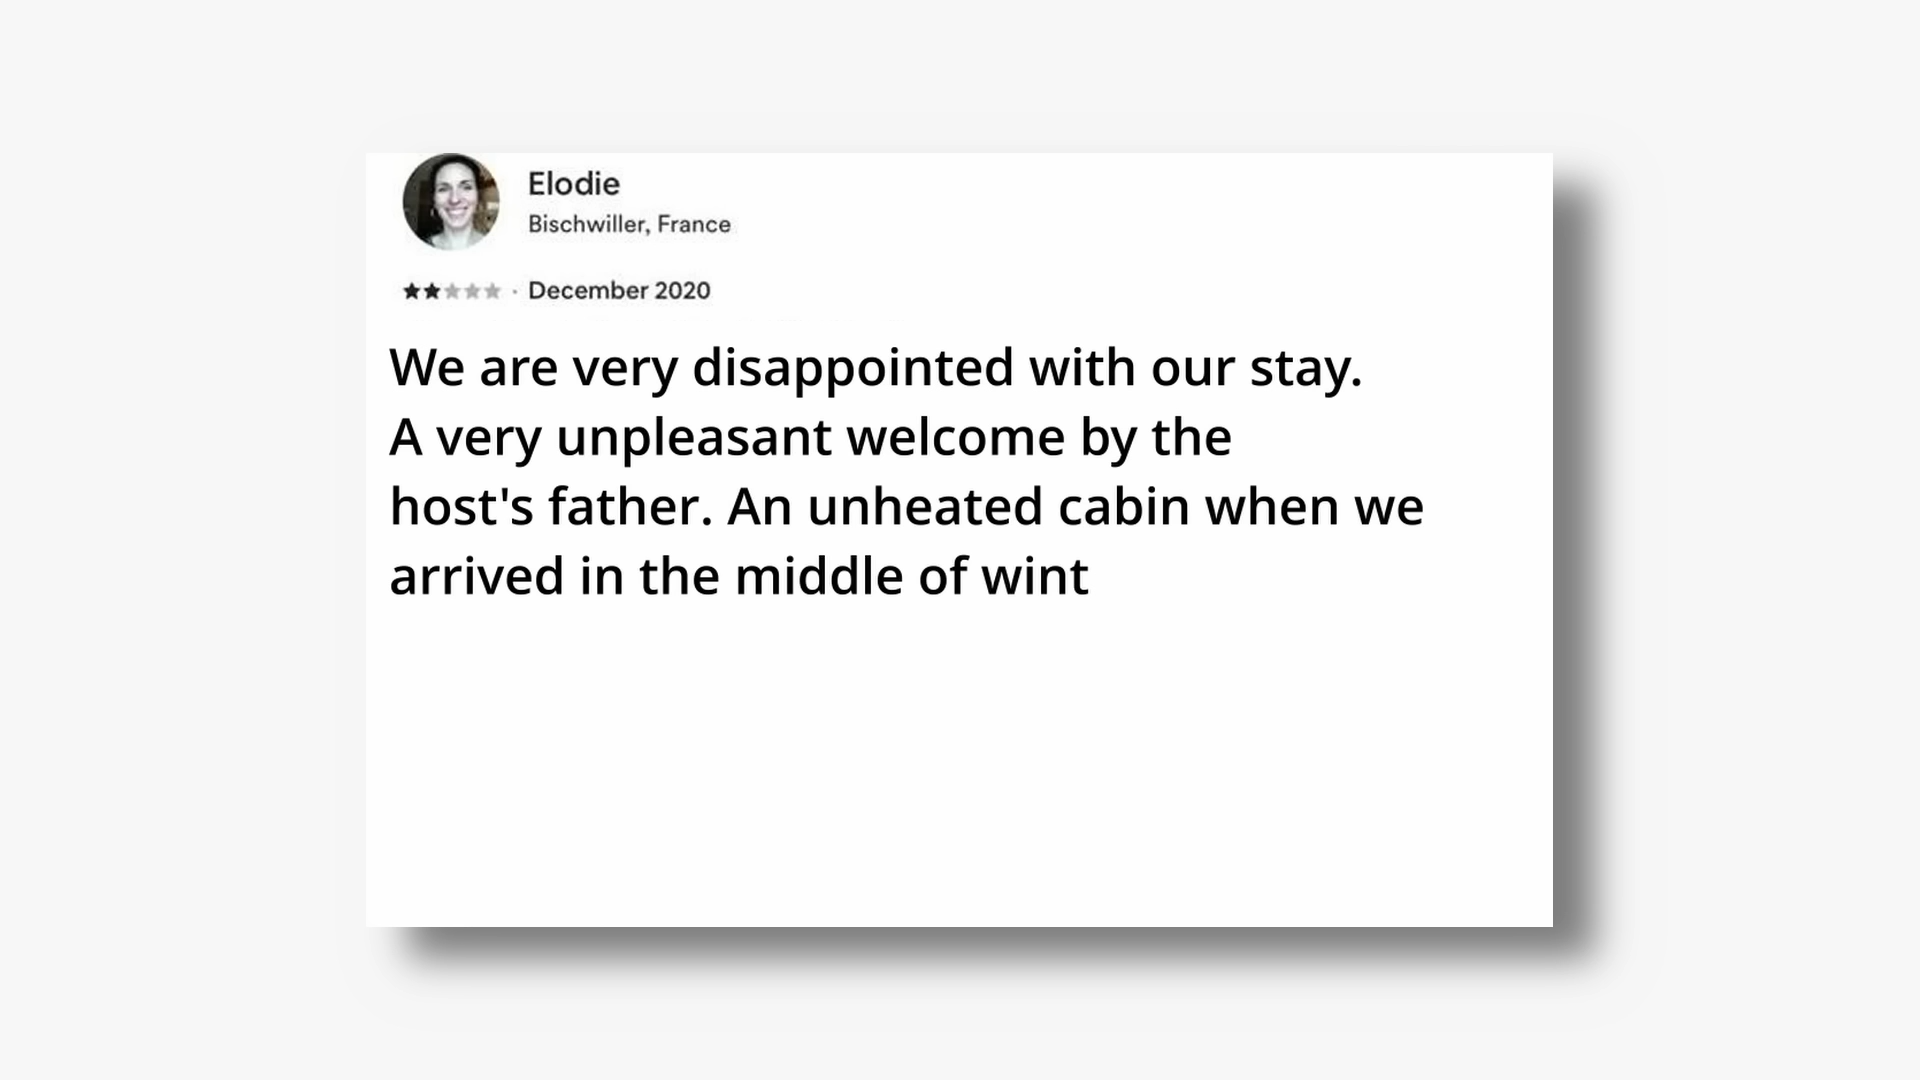 Elodie
Bischwiller, France
· December 2020
We are very disappointed with our stay.
A very unpleasant welcome by the
host's father. An unheated cabin when we
arrived in the middle of wint